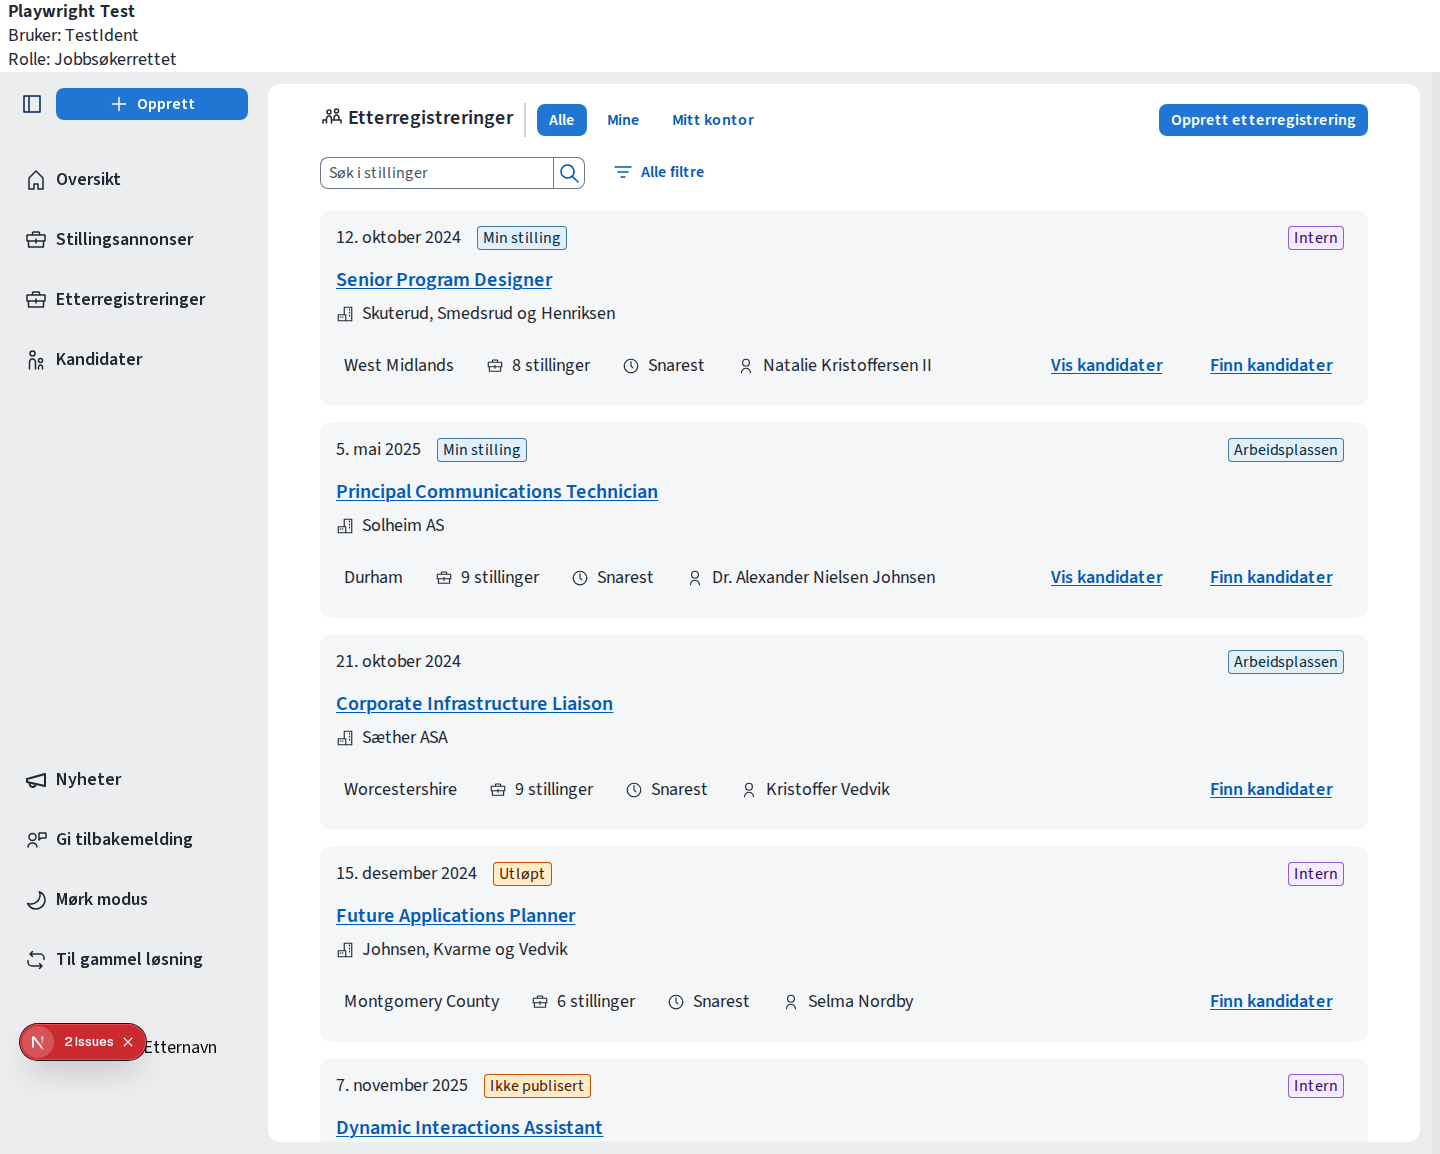 Playwright Test
Bruker: TestIdent
Rolle: Jobbsøkerrettet
Opprett
Oversikt
Stillingsannonser
Etterregistreringer
Kandidater
Nyheter
Gi tilbakemelding
Mørk modus
Til gammel løsning
2 Issues
Etternavn
Etterregistreringer
Alle
Mine
Mitt kontor
Opprett etterregistrering
Søk i stillinger
Alle filtre
12. oktober 2024 Min stilling Intern
Senior Program Designer
Skuterud, Smedsrud og Henriksen
West Midlands 8 stillinger Snarest Natalie Kristoffersen II Vis kandidater Finn kandidater
5. mai 2025 Min stilling Arbeidsplassen
Principal Communications Technician
Solheim AS
Durham 9 stillinger Snarest Dr. Alexander Nielsen Johnsen Vis kandidater Finn kandidater
21. oktober 2024 Arbeidsplassen
Corporate Infrastructure Liaison
Sæther ASA
Worcestershire 9 stillinger Snarest Kristoffer Vedvik Finn kandidater
15. desember 2024 Utløpt Intern
Future Applications Planner
Johnsen, Kvarme og Vedvik
Montgomery County 6 stillinger Snarest Selma Nordby Finn kandidater
7. november 2025 Ikke publisert Intern
Dynamic Interactions Assistant